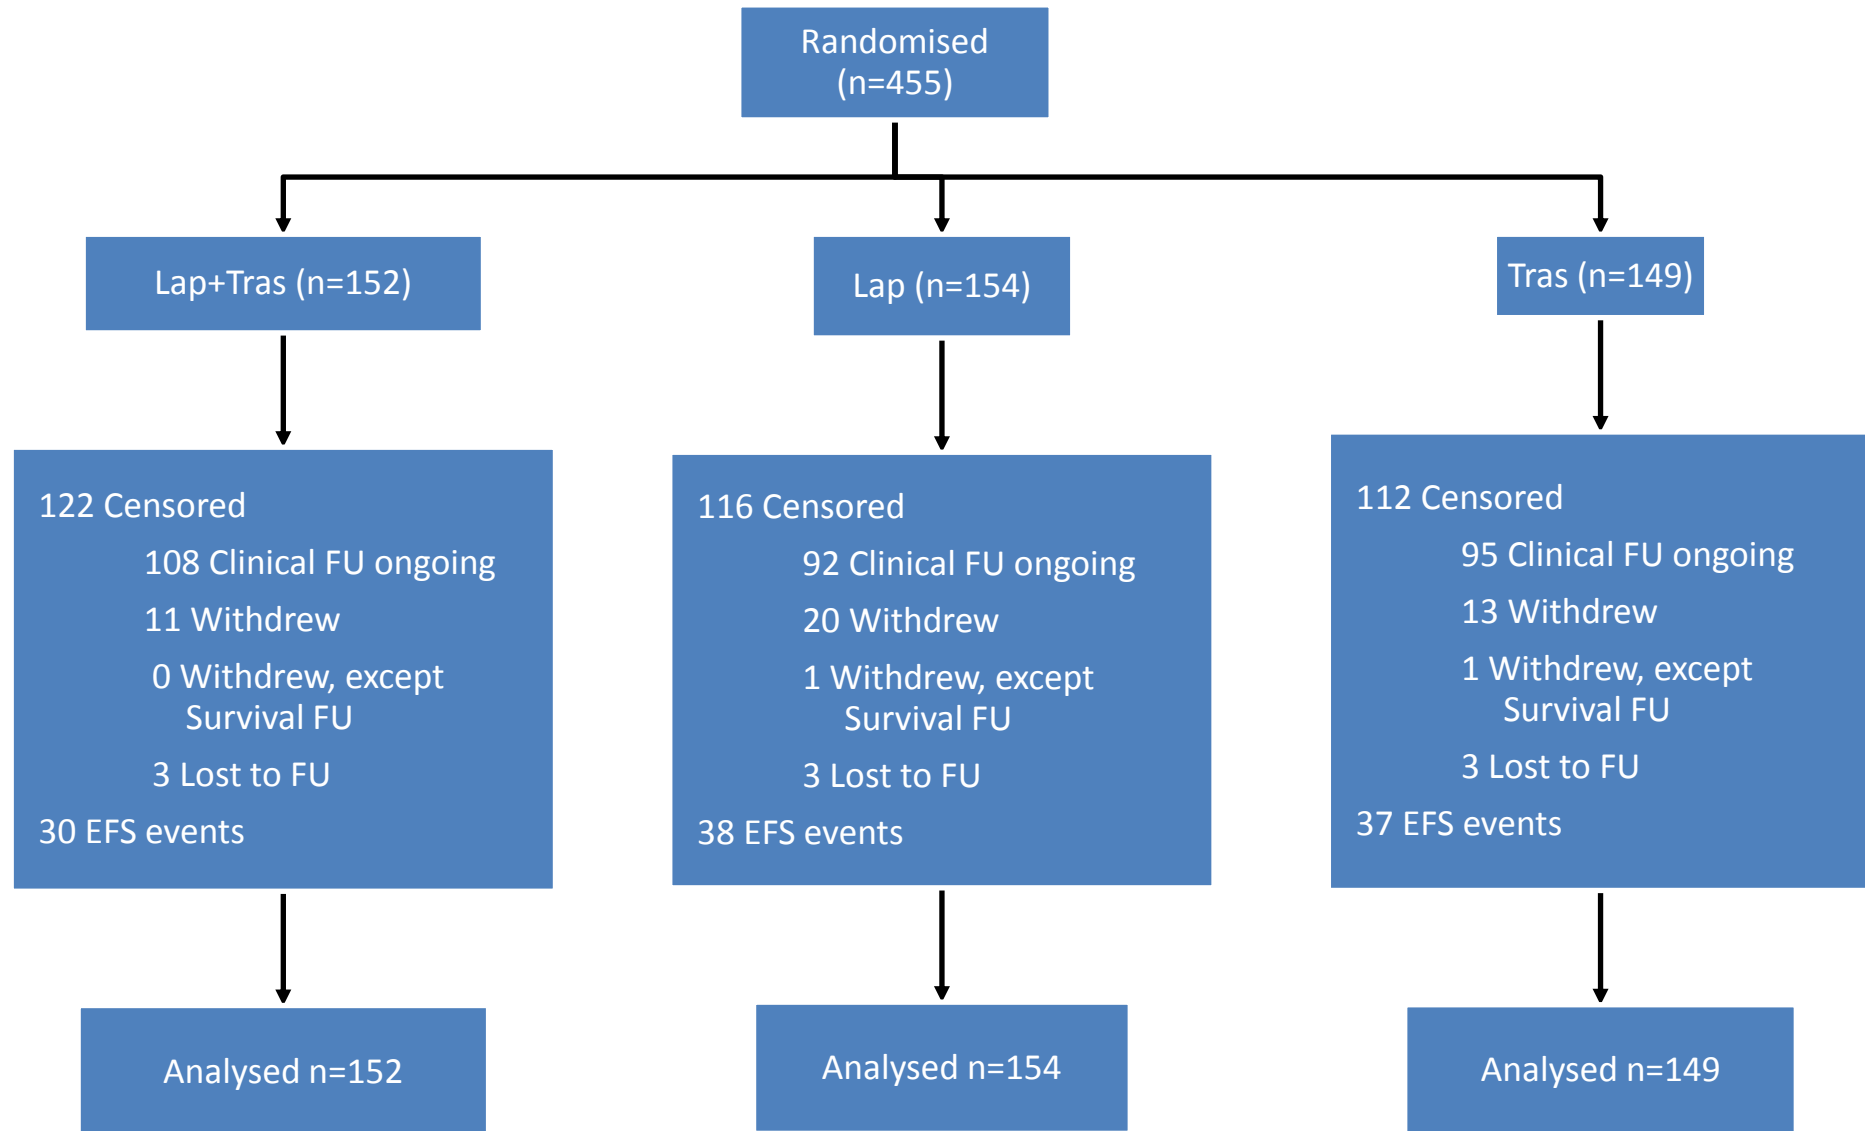 Randomised
(n=455)
Lap+Tras (n=152)
Lap (n=154)
Tras (n=149)
122 Censored
108 Clinical FU ongoing
11 Withdrew
0 Withdrew, except
Survival FU
3 Lost to FU
30 EFS events
116 Censored
92 Clinical FU ongoing
20 Withdrew
1 Withdrew, except
Survival FU
3 Lost to FU
38 EFS events
112 Censored
95 Clinical FU ongoing
13 Withdrew
1 Withdrew, except
Survival FU
3 Lost to FU
37 EFS events
Analysed n=152
Analysed n=154
Analysed n=149